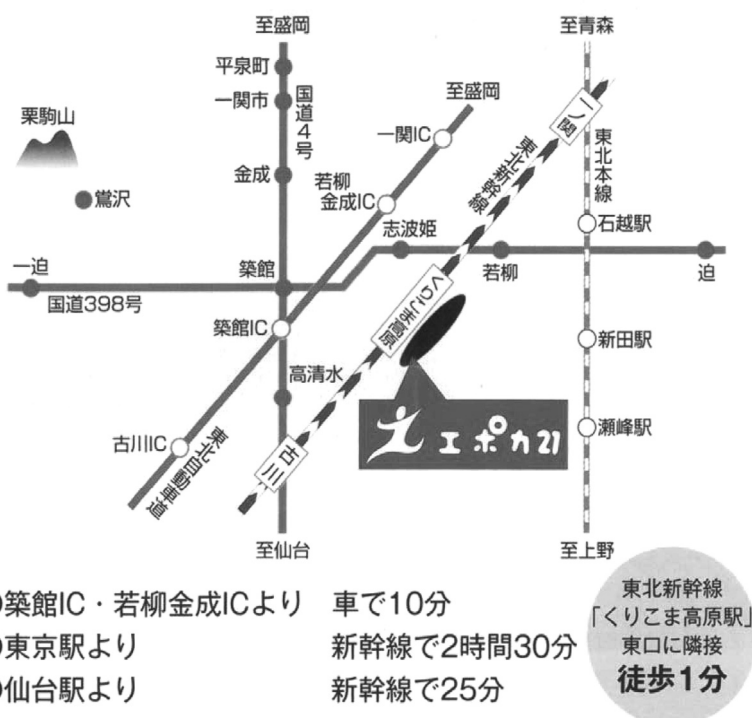 至盛岡
至青森
平泉町
一関市
国道4号
至盛岡
一ノ関
栗駒山
一関IC
東北新幹線
東北本線
金成
若柳
金成IC
鶯沢
志波姫
石越駅
一迫
築館
若柳
迫
国道398号
くりこま高原
築館IC
新田駅
高清水
エポカ21
瀬峰駅
古川IC
東北自動車道
古川
至仙台
至上野
築館IC・若柳金成ICより 車で10分
東京駅より 新幹線で2時間30分
仙台駅より 新幹線で25分
東北新幹線
「くりこま高原駅」
東口に隣接
徒歩1分